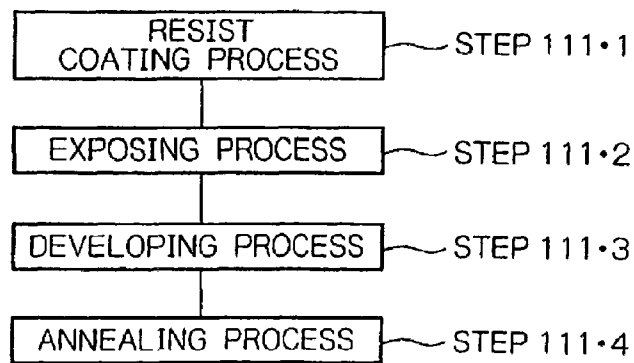 RESIST
COATING PROCESS
STEP 111•1
EXPOSING PROCESS
STEP 111•2
DEVELOPING PROCESS
STEP 111•3
ANNEALING PROCESS
STEP 111•4